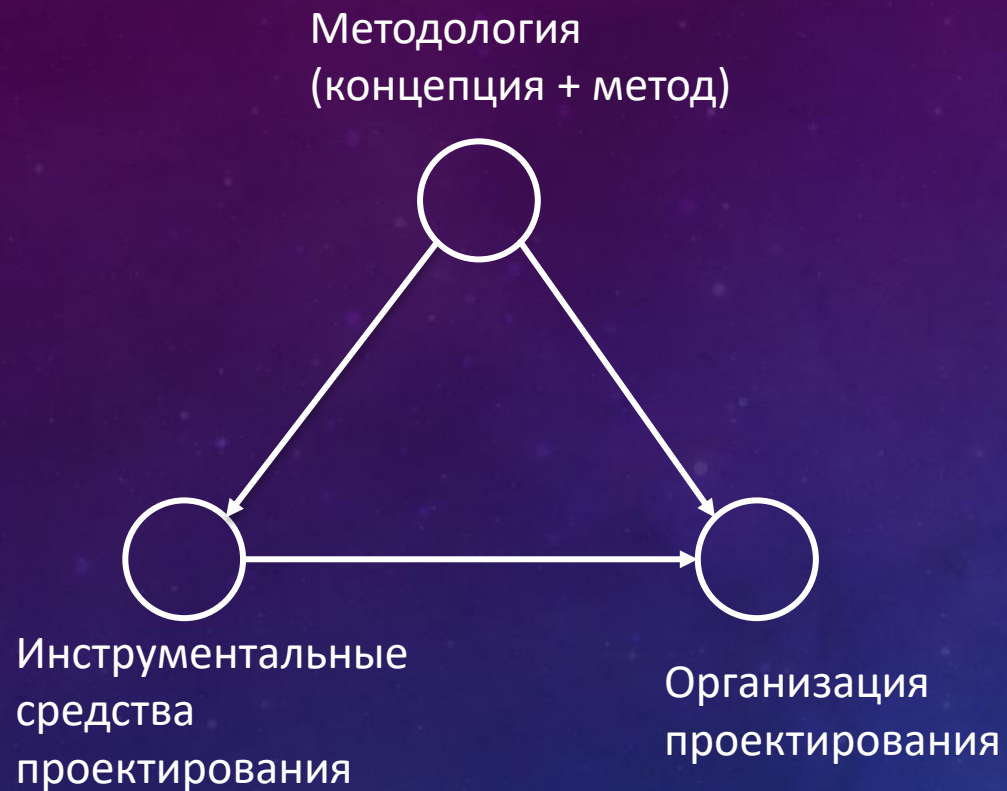 Методология
(концепция + метод)
Инструментальные
средства
проектирования
Организация
проектирования